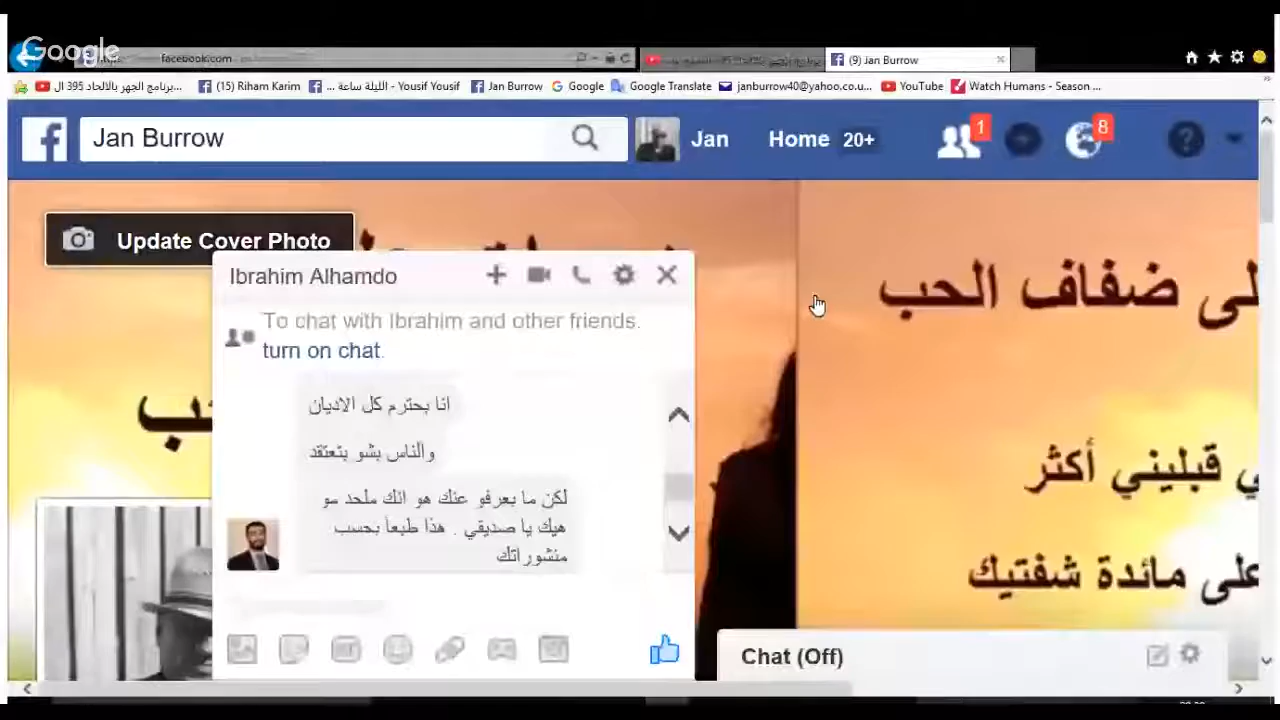 Google
facebook.com
(9) Jan Burrow
برنامج الجهر بالالحاد 395 ال...
(15) Riham Karim
الليلة ساعة ... - Yousif Yousif
Jan Burrow
Google
Google Translate
janburrow40@yahoo.co.u...
YouTube
Watch Humans - Season ...
Jan Burrow
Jan
Home 20+
1
8
Update Cover Photo
ضفاف الحب
Ibrahim Alhamdo
To chat with Ibrahim and other friends,
turn on chat.
انا بحترم كل الاديان
والناس بشو بتعتقد
لكن ما بعرفو عنك هو انك ملحد مو
هيك يا صديقي . هذا طبعاً بحسب
منشوراتك
قبليني أكثر
على مائدة شفتيك
Chat (Off)